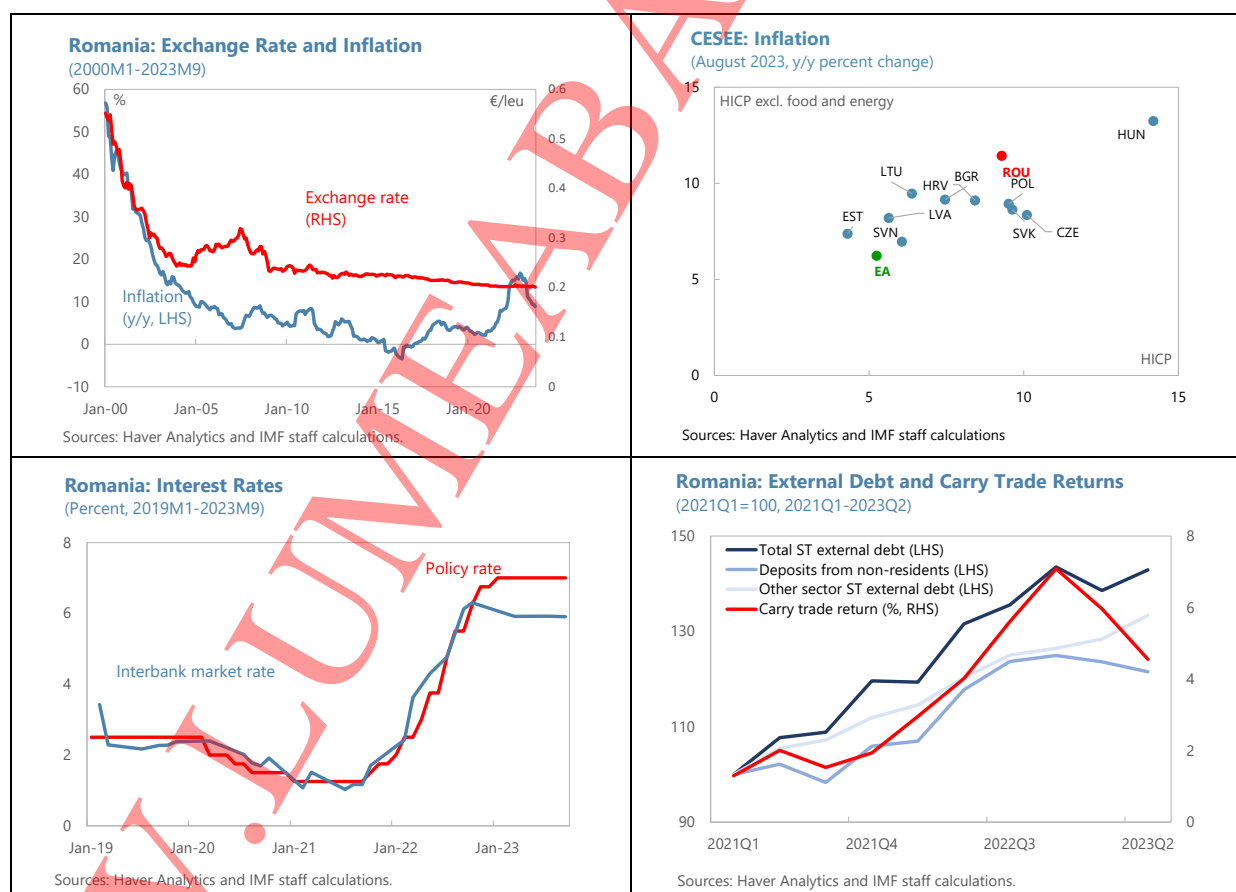 Romania: Exchange Rate and Inflation
(2000M1-2023M9)
60
%
€/leu
0.6
50
0.5
40
0.4
30
Exchange rate
(RHS)
0.3
20
0.2
10
Inflation
(y/y, LHS)
0.1
0
-10
0
Jan-00
Jan-05
Jan-10
Jan-15
Jan-20
Sources: Haver Analytics and IMF staff calculations.
CESEE: Inflation
(August 2023, y/y percent change)
15
HICP excl. food and energy
HUN
10
LTU
HRV
BGR
ROU
POL
EST
SVN
LVA
SVK
CZE
EA
5
HICP
0
0
5
10
15
Sources: Haver Analytics and IMF staff calculations
Romania: Interest Rates
(Percent, 2019M1-2023M9)
8
Policy rate
6
Interbank market rate
4
2
0
Jan-19
Jan-20
Jan-21
Jan-22
Jan-23
Sources: Haver Analytics and IMF staff calculations.
Romania: External Debt and Carry Trade Returns
(2021Q1=100, 2021Q1-2023Q2)
150
8
Total ST external debt (LHS)
Deposits from non-residents (LHS)
Other sector ST external debt (LHS)
Carry trade return (%, RHS)
6
130
4
110
2
90
0
2021Q1
2021Q4
2022Q3
2023Q2
Sources: Haver Analytics and IMF staff calculations.
.LUMEABA